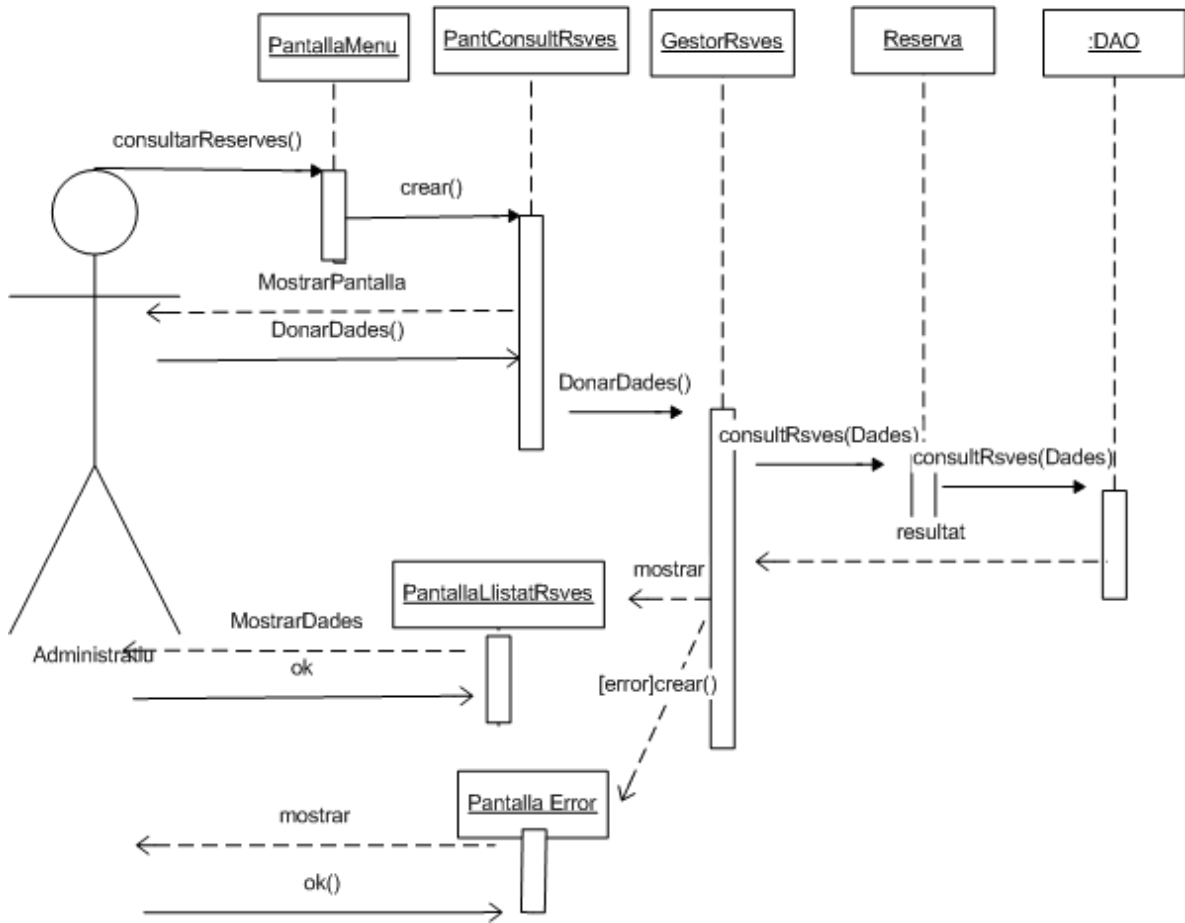 PantallaMenu
PantConsultRsves
GestorRsves
Reserva
:DAO
consultarReserves()
crear()
MostrarPantalla
DonarDades()
DonarDades()
consultRsves(Dades)
consultRsves(Dades)
resultat
mostrar
PantallaLlistatRsves
MostrarDades
Administratiu
ok
[error]crear()
Pantalla Error
mostrar
ok()